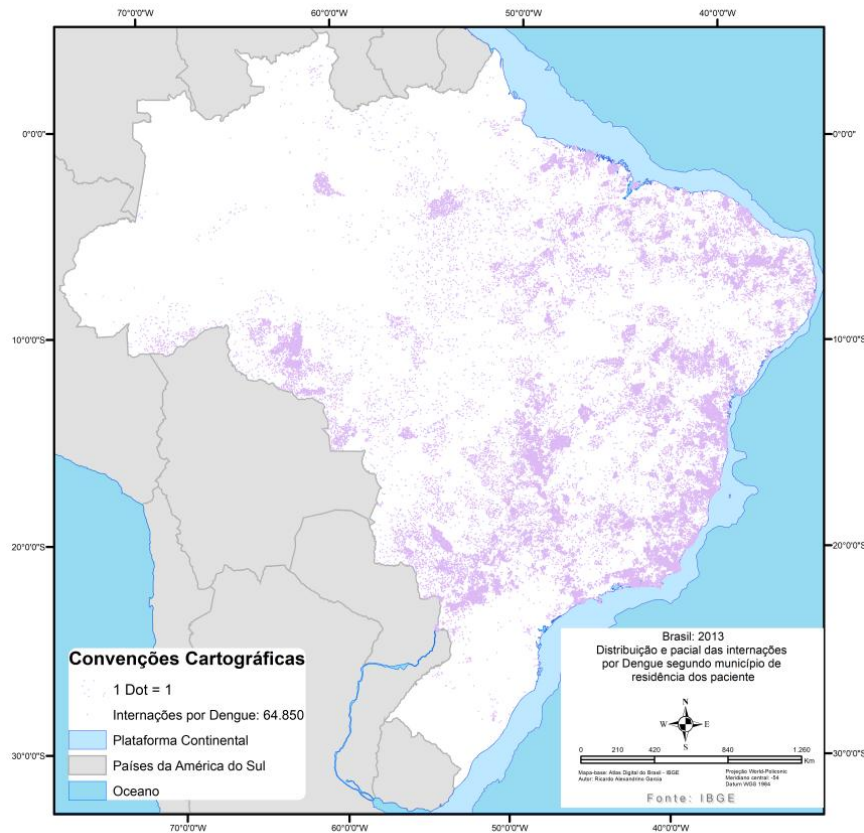 70°0'0"W 60°0'0"W 50°0'0"W 40°0'0"W
0°0'0" 0°0'0"
10°0'0"S 10°0'0"S
20°0'0"S 20°0'0"S
30°0'0"S 30°0'0"S
Convenções Cartográficas
1 Dot = 1
Internações por Dengue: 64.850
Plataforma Continental
Países da América do Sul
Oceano
Brasil: 2013
Distribuição e pacial das internações
por Dengue segundo município de
residência dos paciente
N
W E
S
0 210 420 840 1.260
Km
Mapa-base: Atlas Digital do Brasil - IBGE
Autor: Ricardo Alexandrino Garcia
Projeção World-Policonic
Meridiano central: -54
Datum WGS 1984
Fonte: IBGE
70°0'0"W 60°0'0"W 50°0'0"W 40°0'0"W